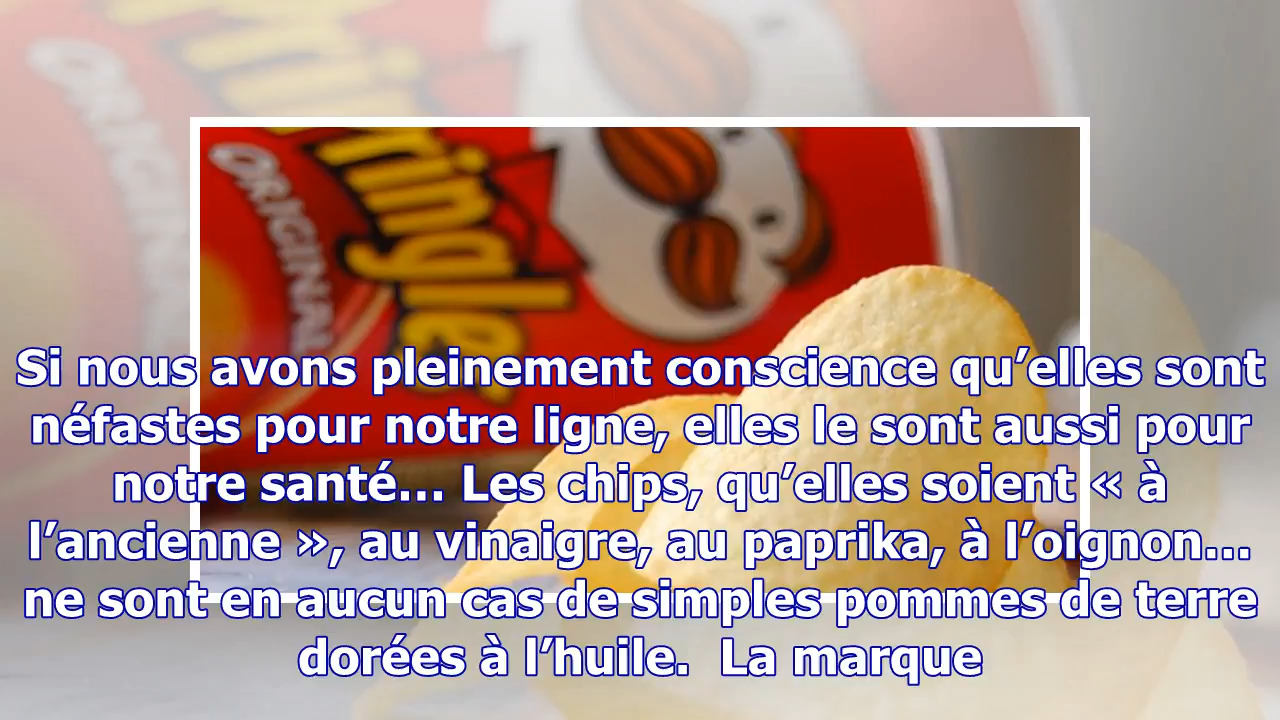 ringle
ORIGINAL
Si nous avons pleinement conscience qu’elles sont
néfastes pour notre ligne, elles le sont aussi pour
notre santé... Les chips, qu’elles soient « à
l’ancienne », au vinaigre, au paprika, à l’oignon...
ne sont en aucun cas de simples pommes de terre
dorées à l’huile. La marque